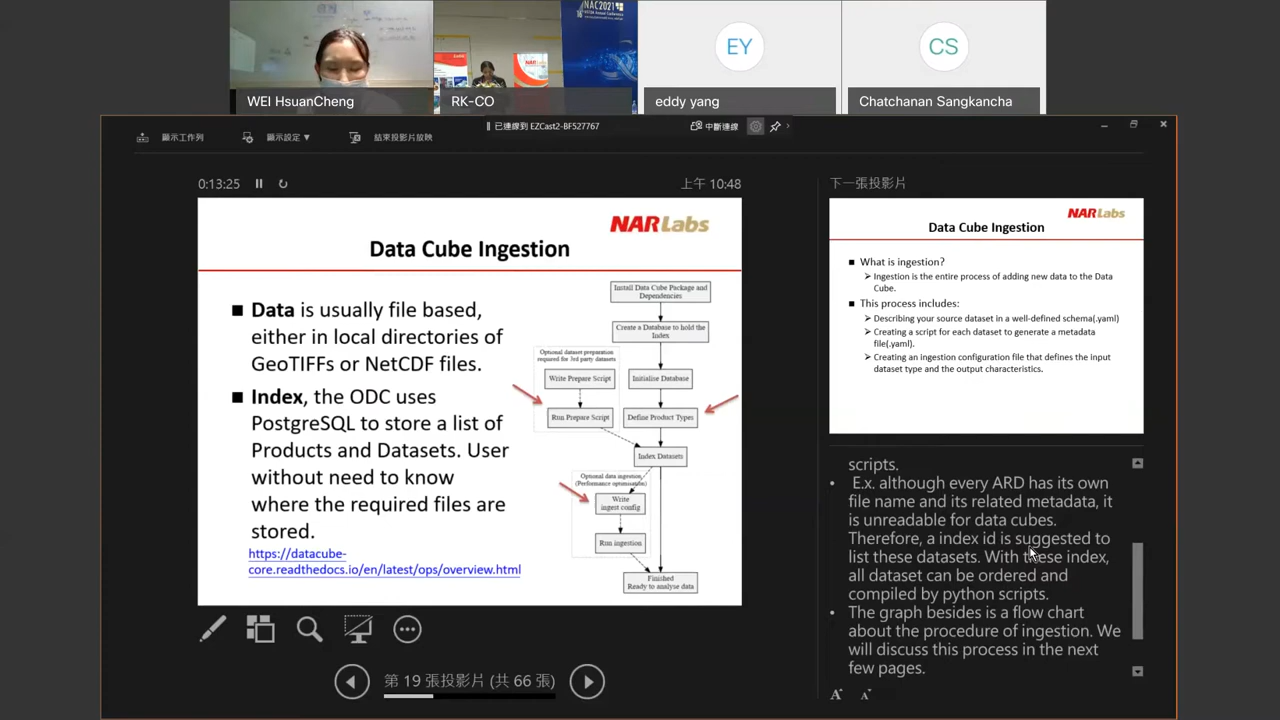 NAC2021
EY
CS
WEI HsuanCheng
RK-CO
eddy yang
Chatchanan Sangkancha
已連線到 EZCast2-BF527767
中斷連線
顯示工作列
顯示設定 ▼
結束投影片放映
0:13:25
上午 10:48
NARLabs
Data Cube Ingestion
Data is usually file based,
either in local directories of
GeoTIFFs or NetCDF files.
Index, the ODC uses
PostgreSQL to store a list of
Products and Datasets. User
without need to know
where the required files are
stored.
https://datacube-
core.readthedocs.io/en/latest/ops/overview.html
Install Data Cube Package and
Dependencies
Create a Database to hold the
Index
Optional dataset preparation
required for 3rd party datasets
Write Prepare Script
Initialise Database
Run Prepare Script
Define Product Types
Index Datasets
Optional data ingestion
(Performance optimisation)
Write
ingest config
Run ingestion
Finished
Ready to analyse data
第 19 張投影片 (共 66 張)
下一張投影片
NARLabs
Data Cube Ingestion
What is ingestion?
Ingestion is the entire process of adding new data to the Data
Cube.
This process includes:
Describing your source dataset in a well-defined schema(.yaml)
Creating a script for each dataset to generate a metadata
file(.yaml).
Creating an ingestion configuration file that defines the input
dataset type and the output characteristics.
scripts.
• E.x. although every ARD has its own
file name and its related metadata, it
is unreadable for data cubes.
Therefore, a index id is suggested to
list these datasets. With these index,
all dataset can be ordered and
compiled by python scripts.
• The graph besides is a flow chart
about the procedure of ingestion. We
will discuss this process in the next
few pages.
A A